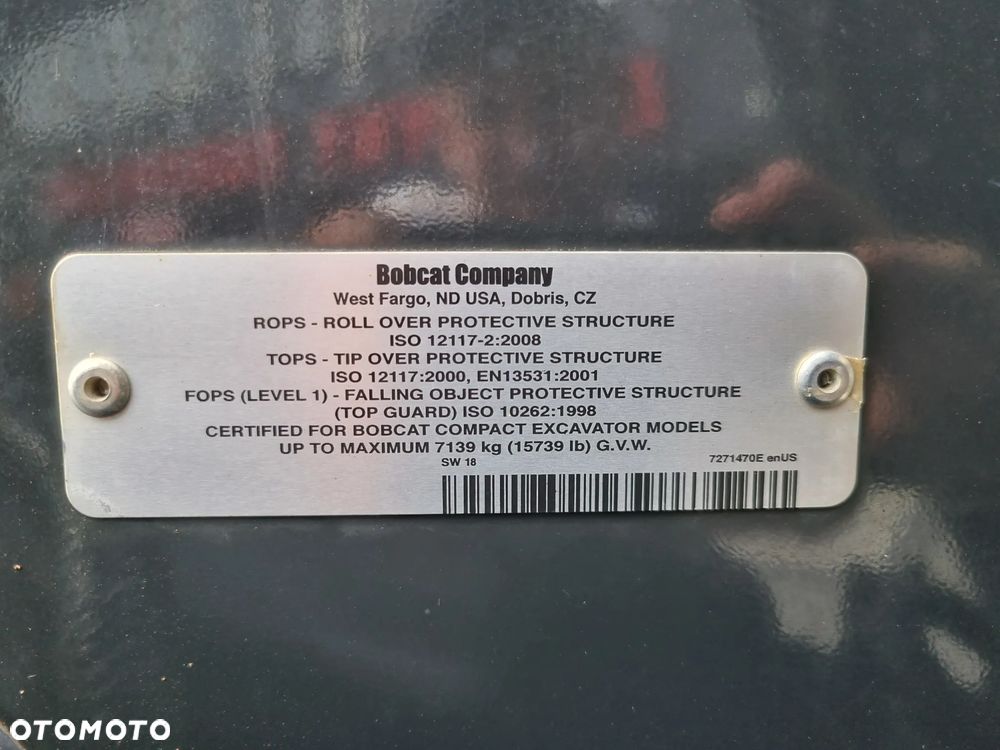 Bobcat Company
West Fargo, ND USA, Dobris, CZ
ROPS - ROLL OVER PROTECTIVE STRUCTURE
ISO 12117-2:2008
TOPS - TIP OVER PROTECTIVE STRUCTURE
ISO 12117:2000, EN13531:2001
FOPS (LEVEL 1) - FALLING OBJECT PROTECTIVE STRUCTURE
(TOP GUARD) ISO 10262:1998
CERTIFIED FOR BOBCAT COMPACT EXCAVATOR MODELS
UP TO MAXIMUM 7139 kg (15739 lb) G.V.W.
SW 18 7271470E enUS
OTOMOTO